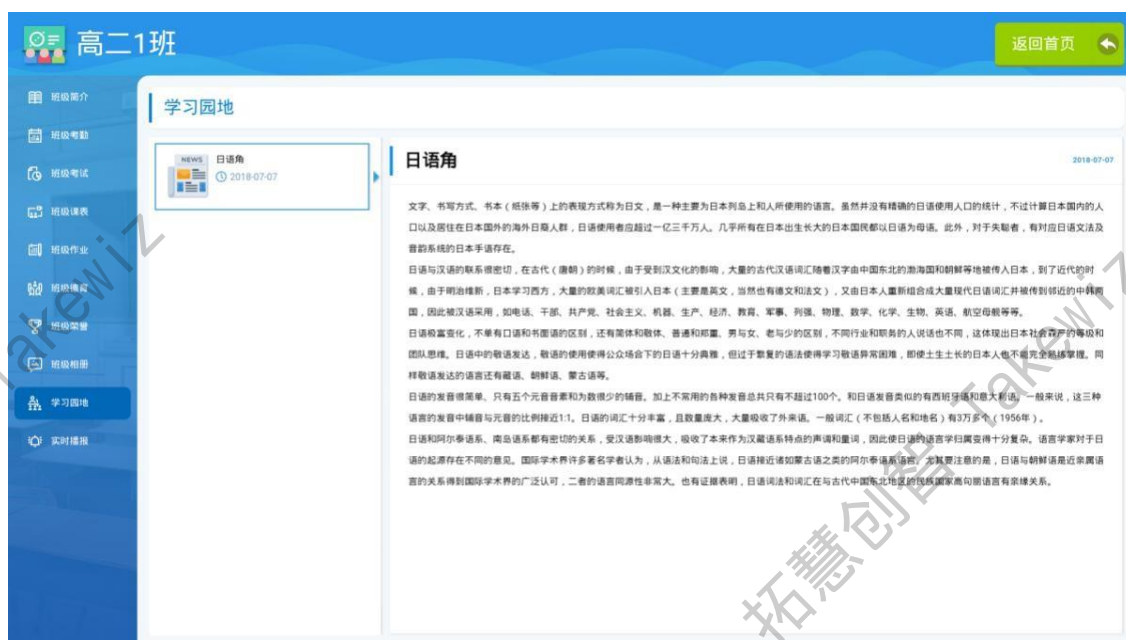 高二1班
返回首页
班级简介
班级考勤
班级考试
班级课表
班级作业
班级德育
班级荣誉
班级相册
学习园地
实时播报
学习园地
NEWS
日语角
2018-07-07
日语角
2018-07-07
文字、书写方式、书本（纸张等）上的表现方式称为日文，是一种主要为日本列岛上和人所使用的语言。虽然并没有精确的日语使用人口的统计，不过计算日本国内的人
口以及居住在日本国外的海外日裔人群，日语使用者应超过一亿三千万人。几乎所有在日本出生长大的日本国民都以日语为母语。此外，对于失聪者，有对应日语文法及
音韵系统的日本手语存在。
日语与汉语的联系很密切，在古代（唐朝）的时候，由于受到汉文化的影响，大量的古代汉语词汇随着汉字由中国东北的渤海国和朝鲜等地被传入日本，到了近代的时
候，由于明治维新，日本学习西方，大量的欧美词汇被引入日本（主要是英文，当然也有德文和法文），又由日本人重新组合成大量现代日语词汇并被传到邻近的中韩两
国，因此被汉语采用，如电话、干部、共产党、社会主义、机器、生产、经济、教育、军事、列强、物理、数学、化学、生物、英语、航空母舰等等。
日语极富变化，不单有口语和书面语的区别，还有简体和敬体、普通和郑重、男与女、老与少的区别，不同行业和职务的人说话也不同，这体现出日本社会森严的等级和
团队思维。日语中的敬语发达，敬语的使用使得公众场合下的日语十分典雅，但过于繁复的语法使得学习敬语异常困难，即使土生土长的日本人也不能完全熟练掌握。同
样敬语发达的语言还有藏语、朝鲜语、蒙古语等。
日语的发音很简单、只有五个元音音素和为数很少的辅音。加上不常用的各种发音总共只有不超过100个。和日语发音类似的有西班牙语和意大利语。一般来说，这三种
语言的发音中辅音与元音的比例接近1:1。日语的词汇十分丰富，且数量庞大，大量吸收了外来语。一般词汇（不包括人名和地名）有3万多个（1956年）。
日语和阿尔泰语系、南岛语系都有密切的关系，受汉语影响很大，吸收了本来作为汉藏语系特点的声调和量词，因此使日语的语言学归属变得十分复杂。语言学家对于日
语的起源存在不同的意见。国际学术界许多著名学者认为，从语法和句法上说，日语接近诸如蒙古语之类的阿尔泰语系语言。尤其要注意的是，日语与朝鲜语是近亲属语
言的关系得到国际学术界的广泛认可，二者的语言同源性非常大。也有证据表明，日语词法和词汇在与古代中国东北地区的民族国家高句丽语言有亲缘关系。
Takewiz
拓慧创智 Takewiz